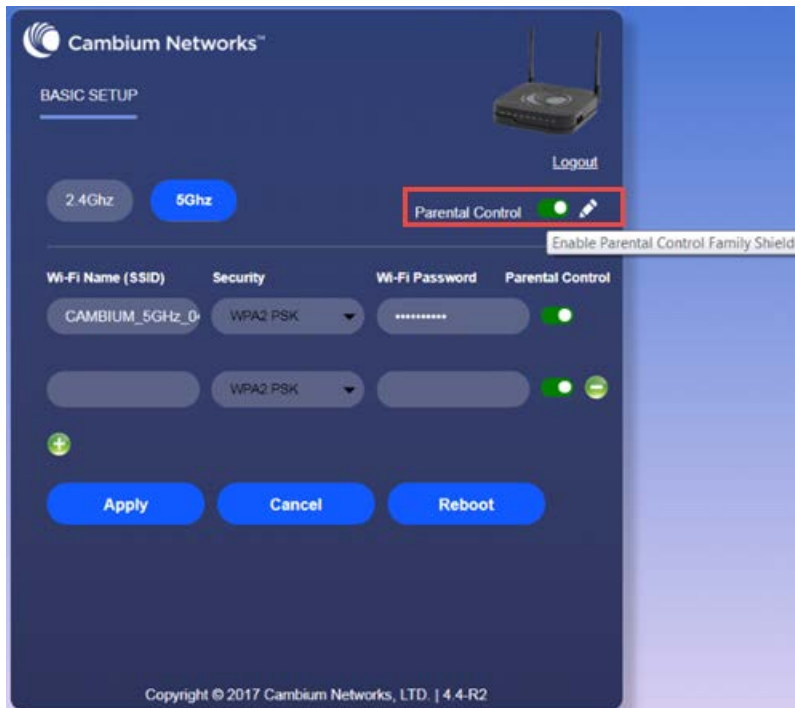 Cambium Networks™
BASIC SETUP
Logout
2.4Ghz 5Ghz Parental Control
Enable Parental Control Family Shield
Wi-Fi Name (SSID) Security Wi-Fi Password Parental Control
CAMBIUM_5GHz_0 WPA2 PSK ••••••••••
WPA2 PSK
Apply Cancel Reboot
Copyright © 2017 Cambium Networks, LTD. | 4.4-R2